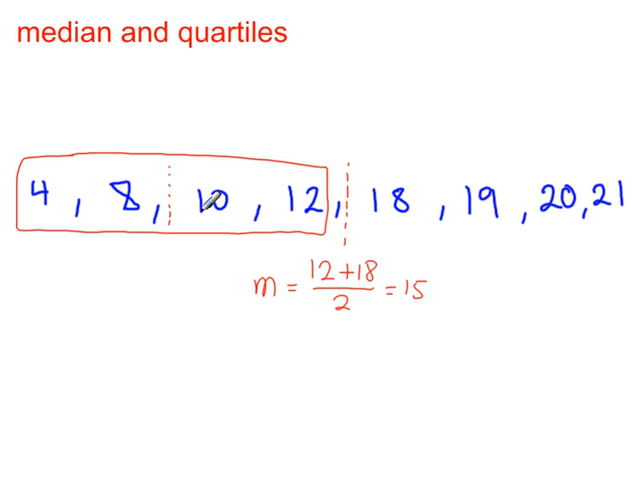 median and quartiles
4, 8, 10, 12, 18, 19, 20, 21
m = 12+18/2 = 15